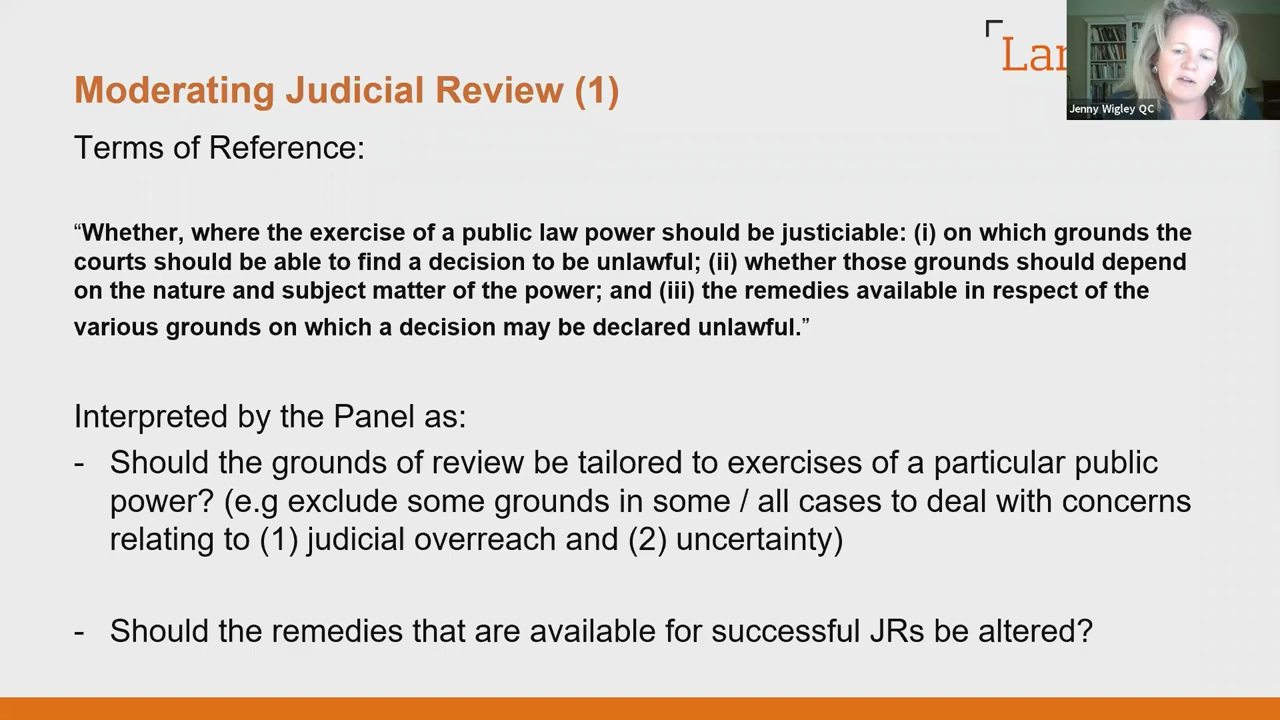 Moderating Judicial Review (1)
Lan
Jenny Wigley QC
Terms of Reference:
“Whether, where the exercise of a public law power should be justiciable: (i) on which grounds the
courts should be able to find a decision to be unlawful; (ii) whether those grounds should depend
on the nature and subject matter of the power; and (iii) the remedies available in respect of the
various grounds on which a decision may be declared unlawful.”
Interpreted by the Panel as:
- Should the grounds of review be tailored to exercises of a particular public
power? (e.g exclude some grounds in some / all cases to deal with concerns
relating to (1) judicial overreach and (2) uncertainty)
- Should the remedies that are available for successful JRs be altered?